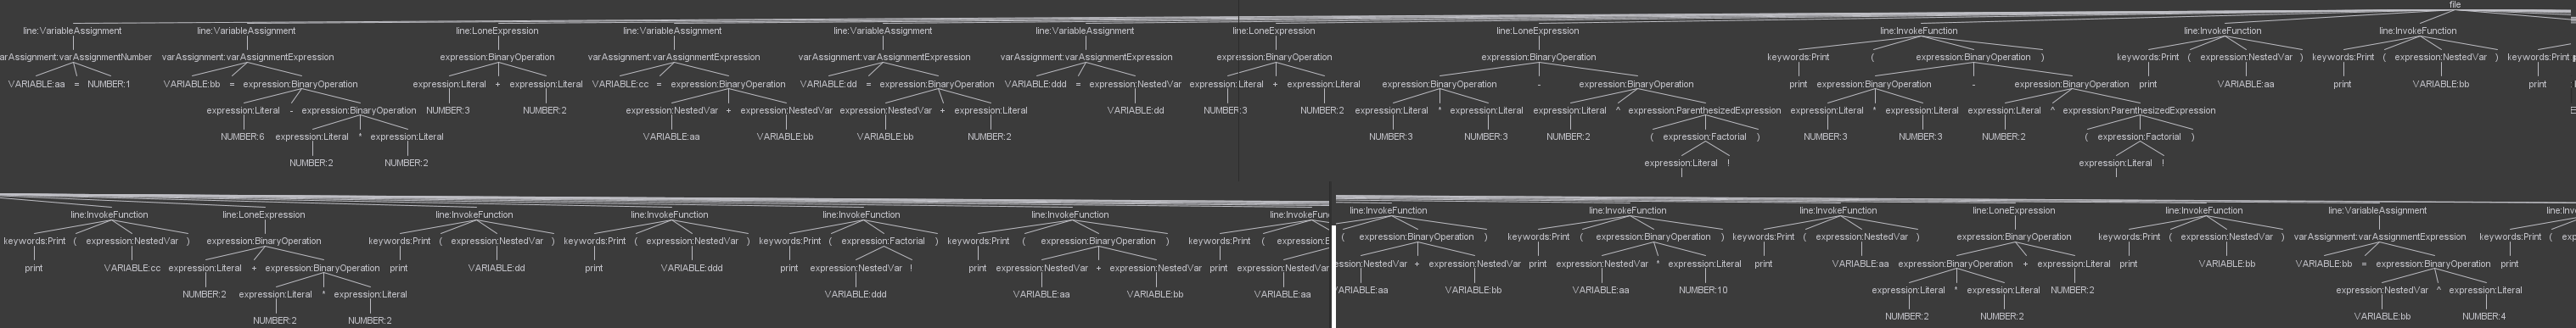 file
line:VariableAssignment line:VariableAssignment line:LoneExpression line:VariableAssignment line:VariableAssignment line:VariableAssignment line:LoneExpression line:LoneExpression line:InvokeFunction line:InvokeFunction line:InvokeFunction
arAssignment:varAssignmentNumber varAssignment:varAssignmentExpression expression:BinaryOperation varAssignment:varAssignmentExpression varAssignment:varAssignmentExpression varAssignment:varAssignmentExpression expression:BinaryOperation expression:BinaryOperation keywords:Print ( expression:BinaryOperation ) keywords:Print ( expression:NestedVar ) keywords:Print ( expression:NestedVar ) keywords:Print
VARIABLE:aa = NUMBER:1 VARIABLE:bb = expression:BinaryOperation expression:Literal + expression:Literal VARIABLE:cc = expression:BinaryOperation VARIABLE:dd = expression:BinaryOperation VARIABLE:ddd = expression:NestedVar expression:Literal + expression:Literal expression:BinaryOperation - expression:BinaryOperation print expression:BinaryOperation - expression:BinaryOperation print VARIABLE:aa print VARIABLE:bb print
expression:Literal - expression:BinaryOperation NUMBER:3 NUMBER:2 expression:NestedVar + expression:NestedVar expression:NestedVar + expression:Literal VARIABLE:dd NUMBER:3 NUMBER:2 expression:Literal * expression:Literal expression:Literal ^ expression:ParenthesizedExpression expression:Literal * expression:Literal expression:Literal ^ expression:ParenthesizedExpression
NUMBER:6 expression:Literal * expression:Literal VARIABLE:aa VARIABLE:bb VARIABLE:bb NUMBER:2 NUMBER:3 NUMBER:3 NUMBER:2 ( expression:Factorial ) NUMBER:3 NUMBER:3 NUMBER:2 ( expression:Factorial )
NUMBER:2 NUMBER:2 expression:Literal ! expression:Literal !
line:InvokeFunction line:LoneExpression line:InvokeFunction line:InvokeFunction line:InvokeFunction line:InvokeFunction line:InvokeFun
keywords:Print ( expression:NestedVar ) expression:BinaryOperation keywords:Print ( expression:NestedVar ) keywords:Print ( expression:NestedVar ) keywords:Print ( expression:Factorial ) keywords:Print ( expression:BinaryOperation ) keywords:Print ( expression:E
print VARIABLE:cc expression:Literal + expression:BinaryOperation print VARIABLE:dd print VARIABLE:ddd print expression:NestedVar ! print expression:NestedVar + expression:NestedVar print expression:NestedVar
NUMBER:2 expression:Literal * expression:Literal VARIABLE:ddd VARIABLE:aa VARIABLE:bb VARIABLE:aa
NUMBER:2 NUMBER:2
line:InvokeFunction line:InvokeFunction line:InvokeFunction line:LoneExpression line:InvokeFunction line:VariableAssignment line:Inv
( expression:BinaryOperation ) keywords:Print ( expression:BinaryOperation ) keywords:Print ( expression:NestedVar ) expression:BinaryOperation keywords:Print ( expression:NestedVar ) varAssignment:varAssignmentExpression keywords:Print ( exp
ession:NestedVar + expression:NestedVar print expression:NestedVar * expression:Literal print VARIABLE:aa expression:BinaryOperation + expression:Literal print VARIABLE:bb VARIABLE:bb = expression:BinaryOperation print
ARIABLE:aa VARIABLE:bb VARIABLE:aa NUMBER:10 expression:Literal * expression:Literal NUMBER:2 expression:NestedVar ^ expression:Literal
NUMBER:2 NUMBER:2 VARIABLE:bb NUMBER:4